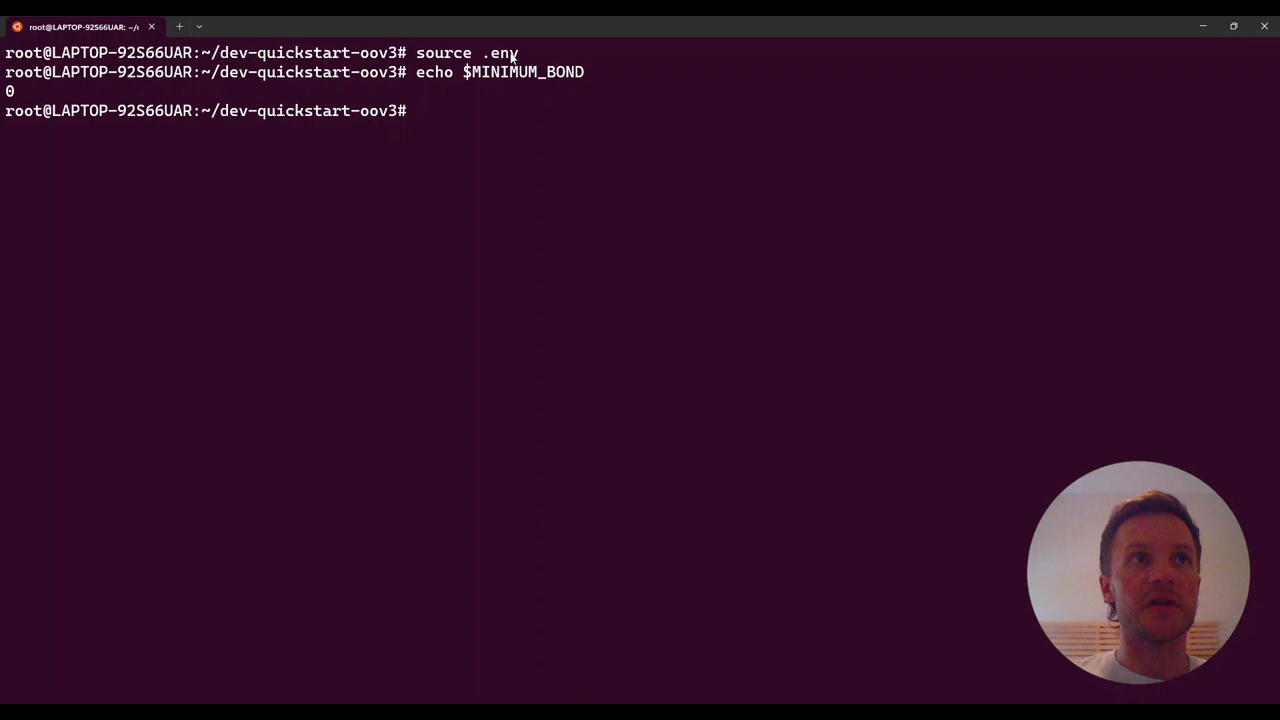 root@LAPTOP-92S66UAR: ~/
root@LAPTOP-92S66UAR:~/dev-quickstart-oov3# source .env
root@LAPTOP-92S66UAR:~/dev-quickstart-oov3# echo $MINIMUM_BOND
0
root@LAPTOP-92S66UAR:~/dev-quickstart-oov3#